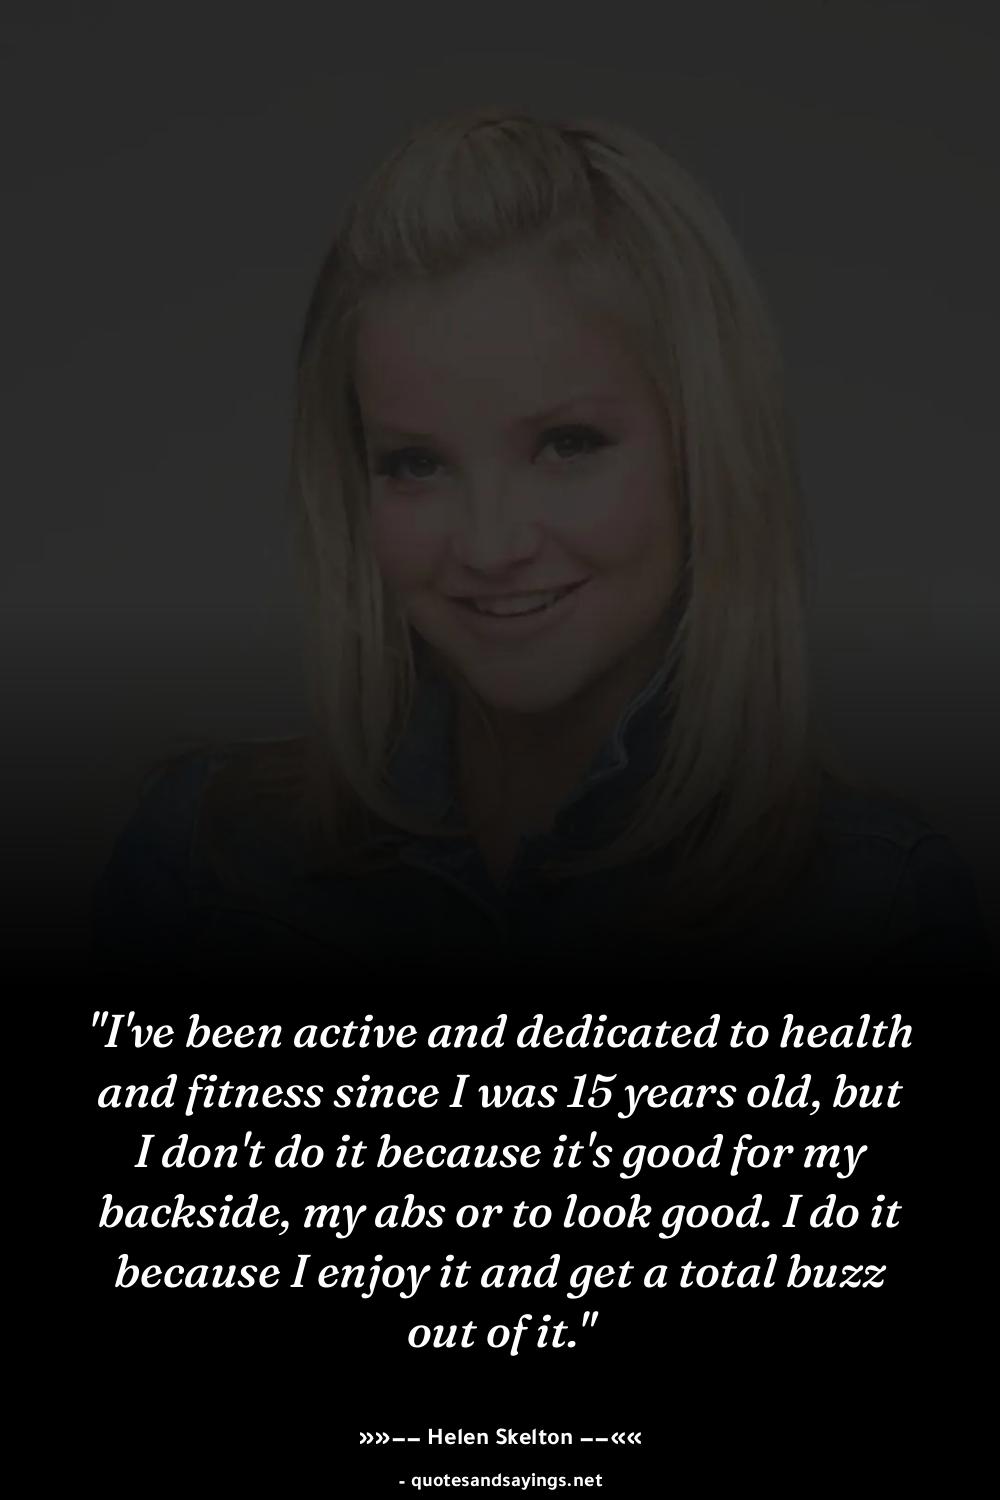 "I've been active and dedicated to health
and fitness since I was 15 years old, but
I don't do it because it's good for my
backside, my abs or to look good. I do it
because I enjoy it and get a total buzz
out of it."
»»–– Helen Skelton ––««
- quotesandsayings.net